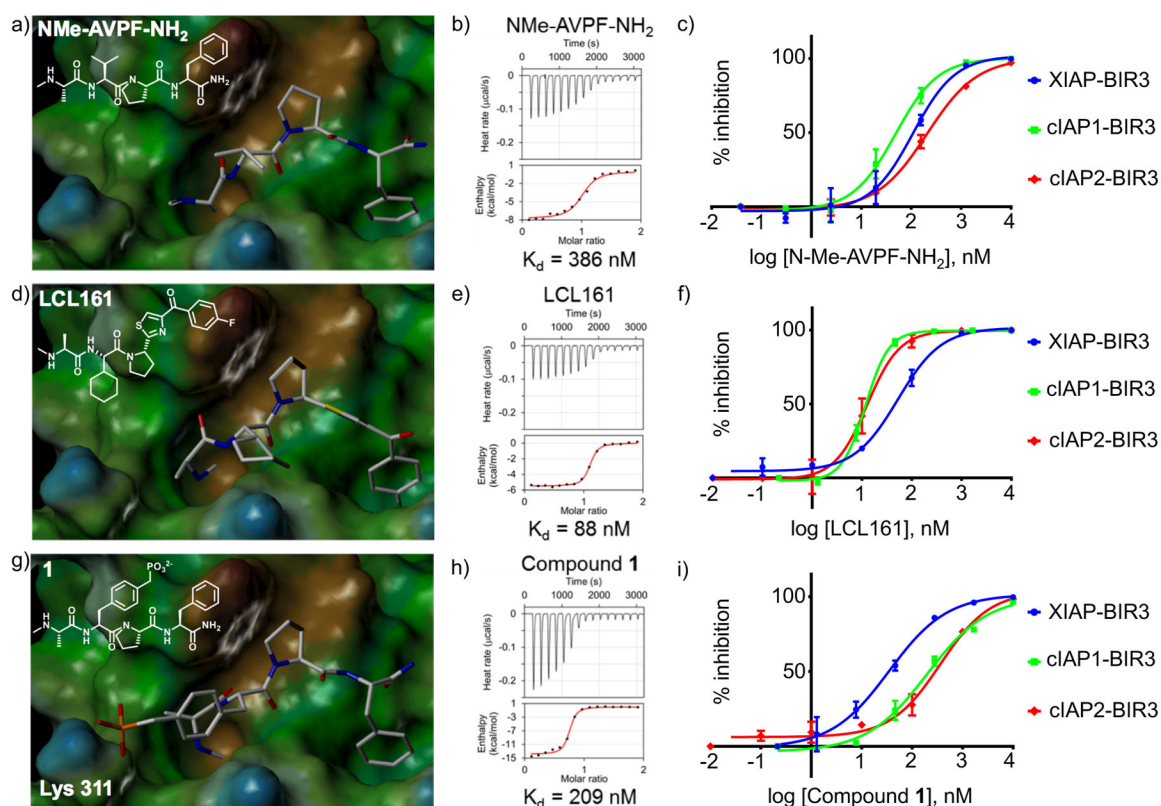 a)
NMe-AVPF-NH2
N
H
O
H
N
O
N
O
H
N
O
NH2
b)
NMe-AVPF-NH2
Time (s)
0 1000 2000 3000
Heat rate (μcal/s)
0
-0.1
-0.2
Enthalpy
(kcal/mol)
1
-2
-5
-8
0 1 2
Molar ratio
Kd = 386 nM
c)
% inhibition
100
50
-2 -1 0 1 2 3 4
log [N-Me-AVPF-NH2], nM
XIAP-BIR3
cIAP1-BIR3
cIAP2-BIR3
d)
LCL161
O
F
S
N
N
H
O
H
N
O
N
e)
LCL161
Time (s)
0 1000 2000 3000
Heat rate (μcal/s)
0
-0.1
-0.2
Enthalpy
(kcal/mol)
0
-2
-4
-6
0 1 2
Molar ratio
Kd = 88 nM
f)
% inhibition
100
50
-2 -1 0 1 2 3 4
log [LCL161], nM
XIAP-BIR3
cIAP1-BIR3
cIAP2-BIR3
g)
1
PO3 2-
N
H
O
H
N
O
N
O
H
N
O
NH2
Lys 311
h)
Compound 1
Time (s)
0 1000 2000 3000
Heat rate (μcal/s)
0
-0.1
-0.2
Enthalpy
(kcal/mol)
1
-3
-7
-11
-15
0 1 2
Molar ratio
Kd = 209 nM
i)
% inhibition
100
50
-2 -1 0 1 2 3 4
log [Compound 1], nM
XIAP-BIR3
cIAP1-BIR3
cIAP2-BIR3